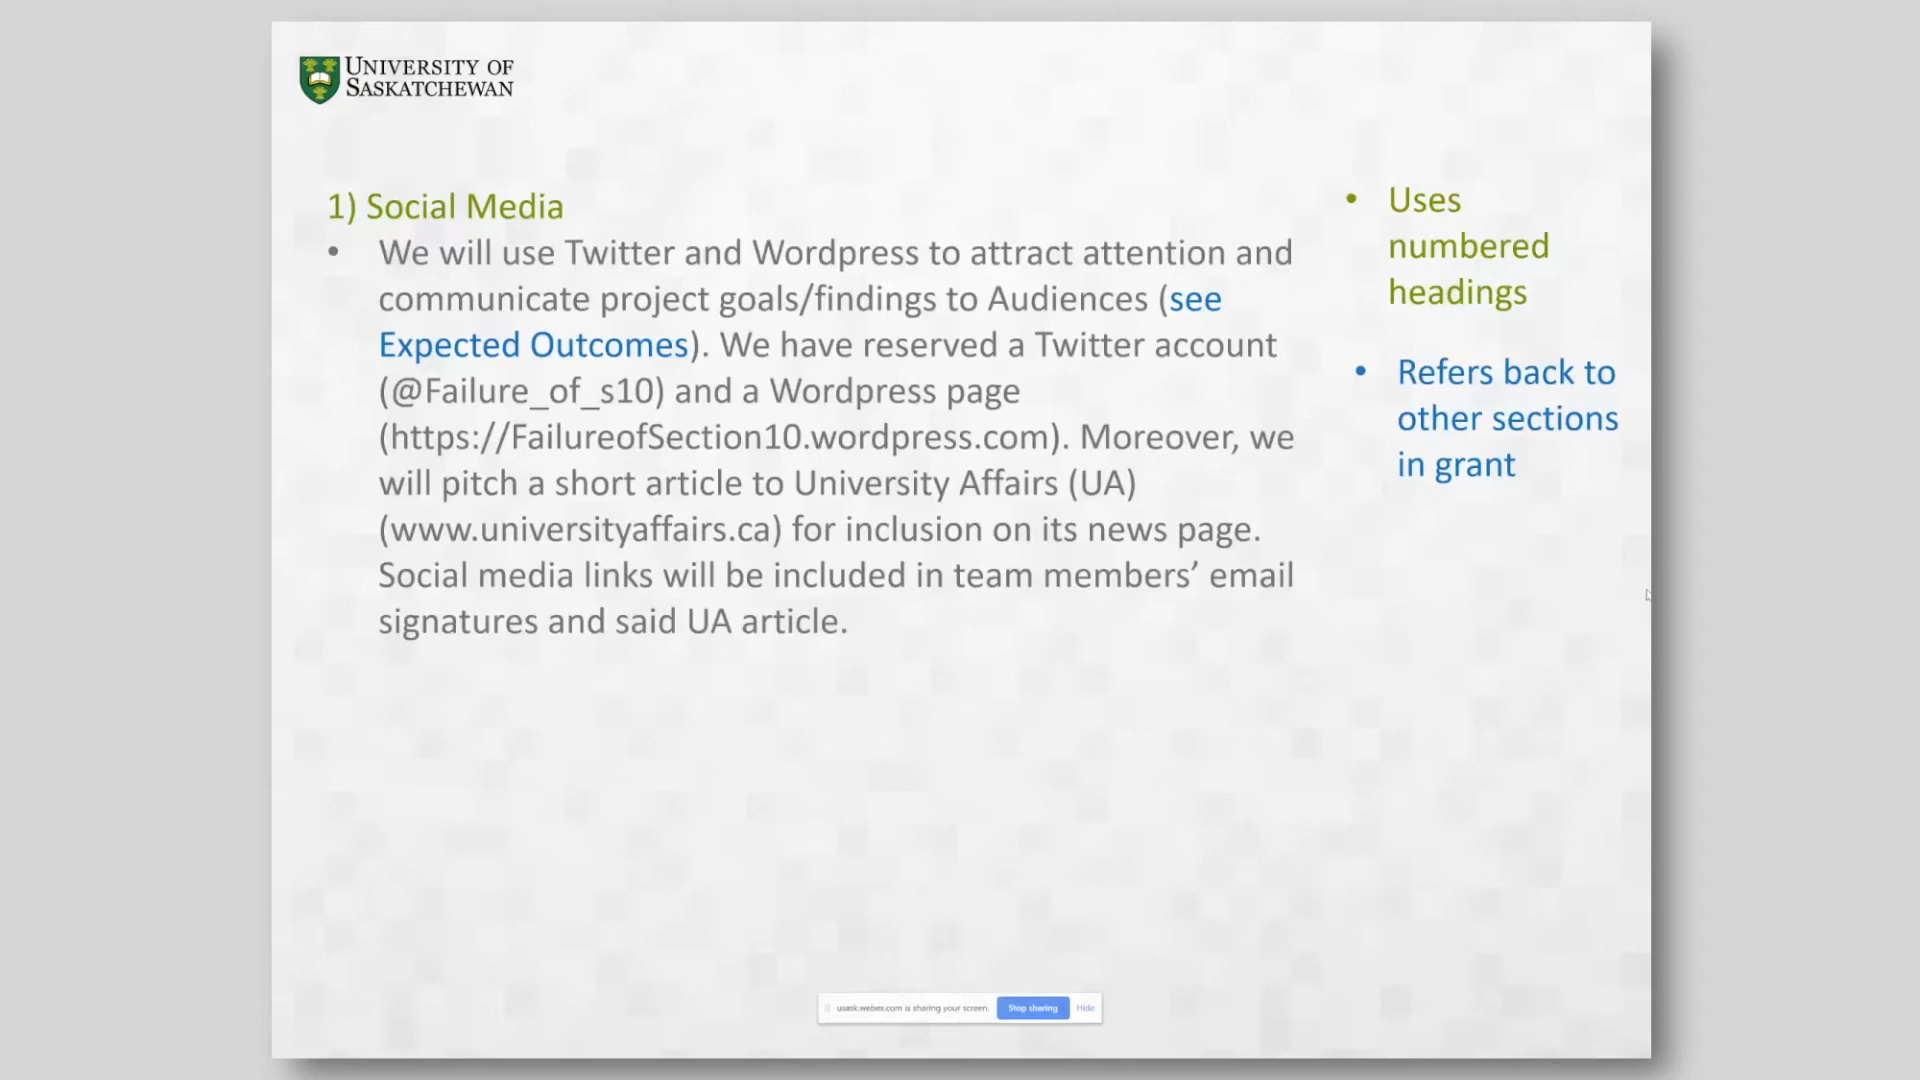 UNIVERSITY OF
SASKATCHEWAN
1) Social Media
• We will use Twitter and Wordpress to attract attention and
communicate project goals/findings to Audiences (see
Expected Outcomes). We have reserved a Twitter account
(@Failure_of_s10) and a Wordpress page
(https://FailureofSection10.wordpress.com). Moreover, we
will pitch a short article to University Affairs (UA)
(www.universityaffairs.ca) for inclusion on its news page.
Social media links will be included in team members’ email
signatures and said UA article.
• Uses
numbered
headings
• Refers back to
other sections
in grant
usask.webex.com is sharing your screen. Stop sharing Hide